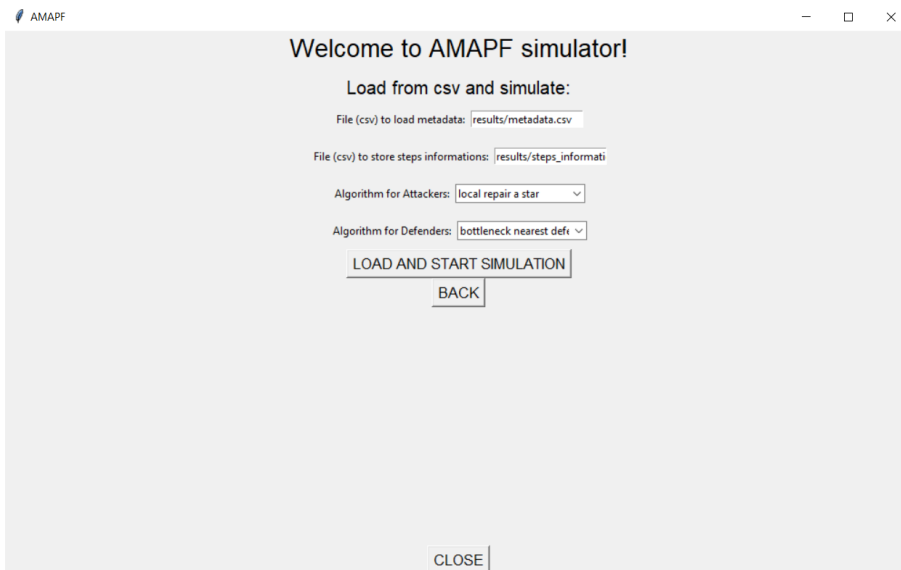 AMAPF
Welcome to AMAPF simulator!
Load from csv and simulate:
File (csv) to load metadata: results/metadata.csv
File (csv) to store steps informations: results/steps_informati
Algorithm for Attackers: local repair a star
Algorithm for Defenders: bottleneck nearest defe
LOAD AND START SIMULATION
BACK
CLOSE